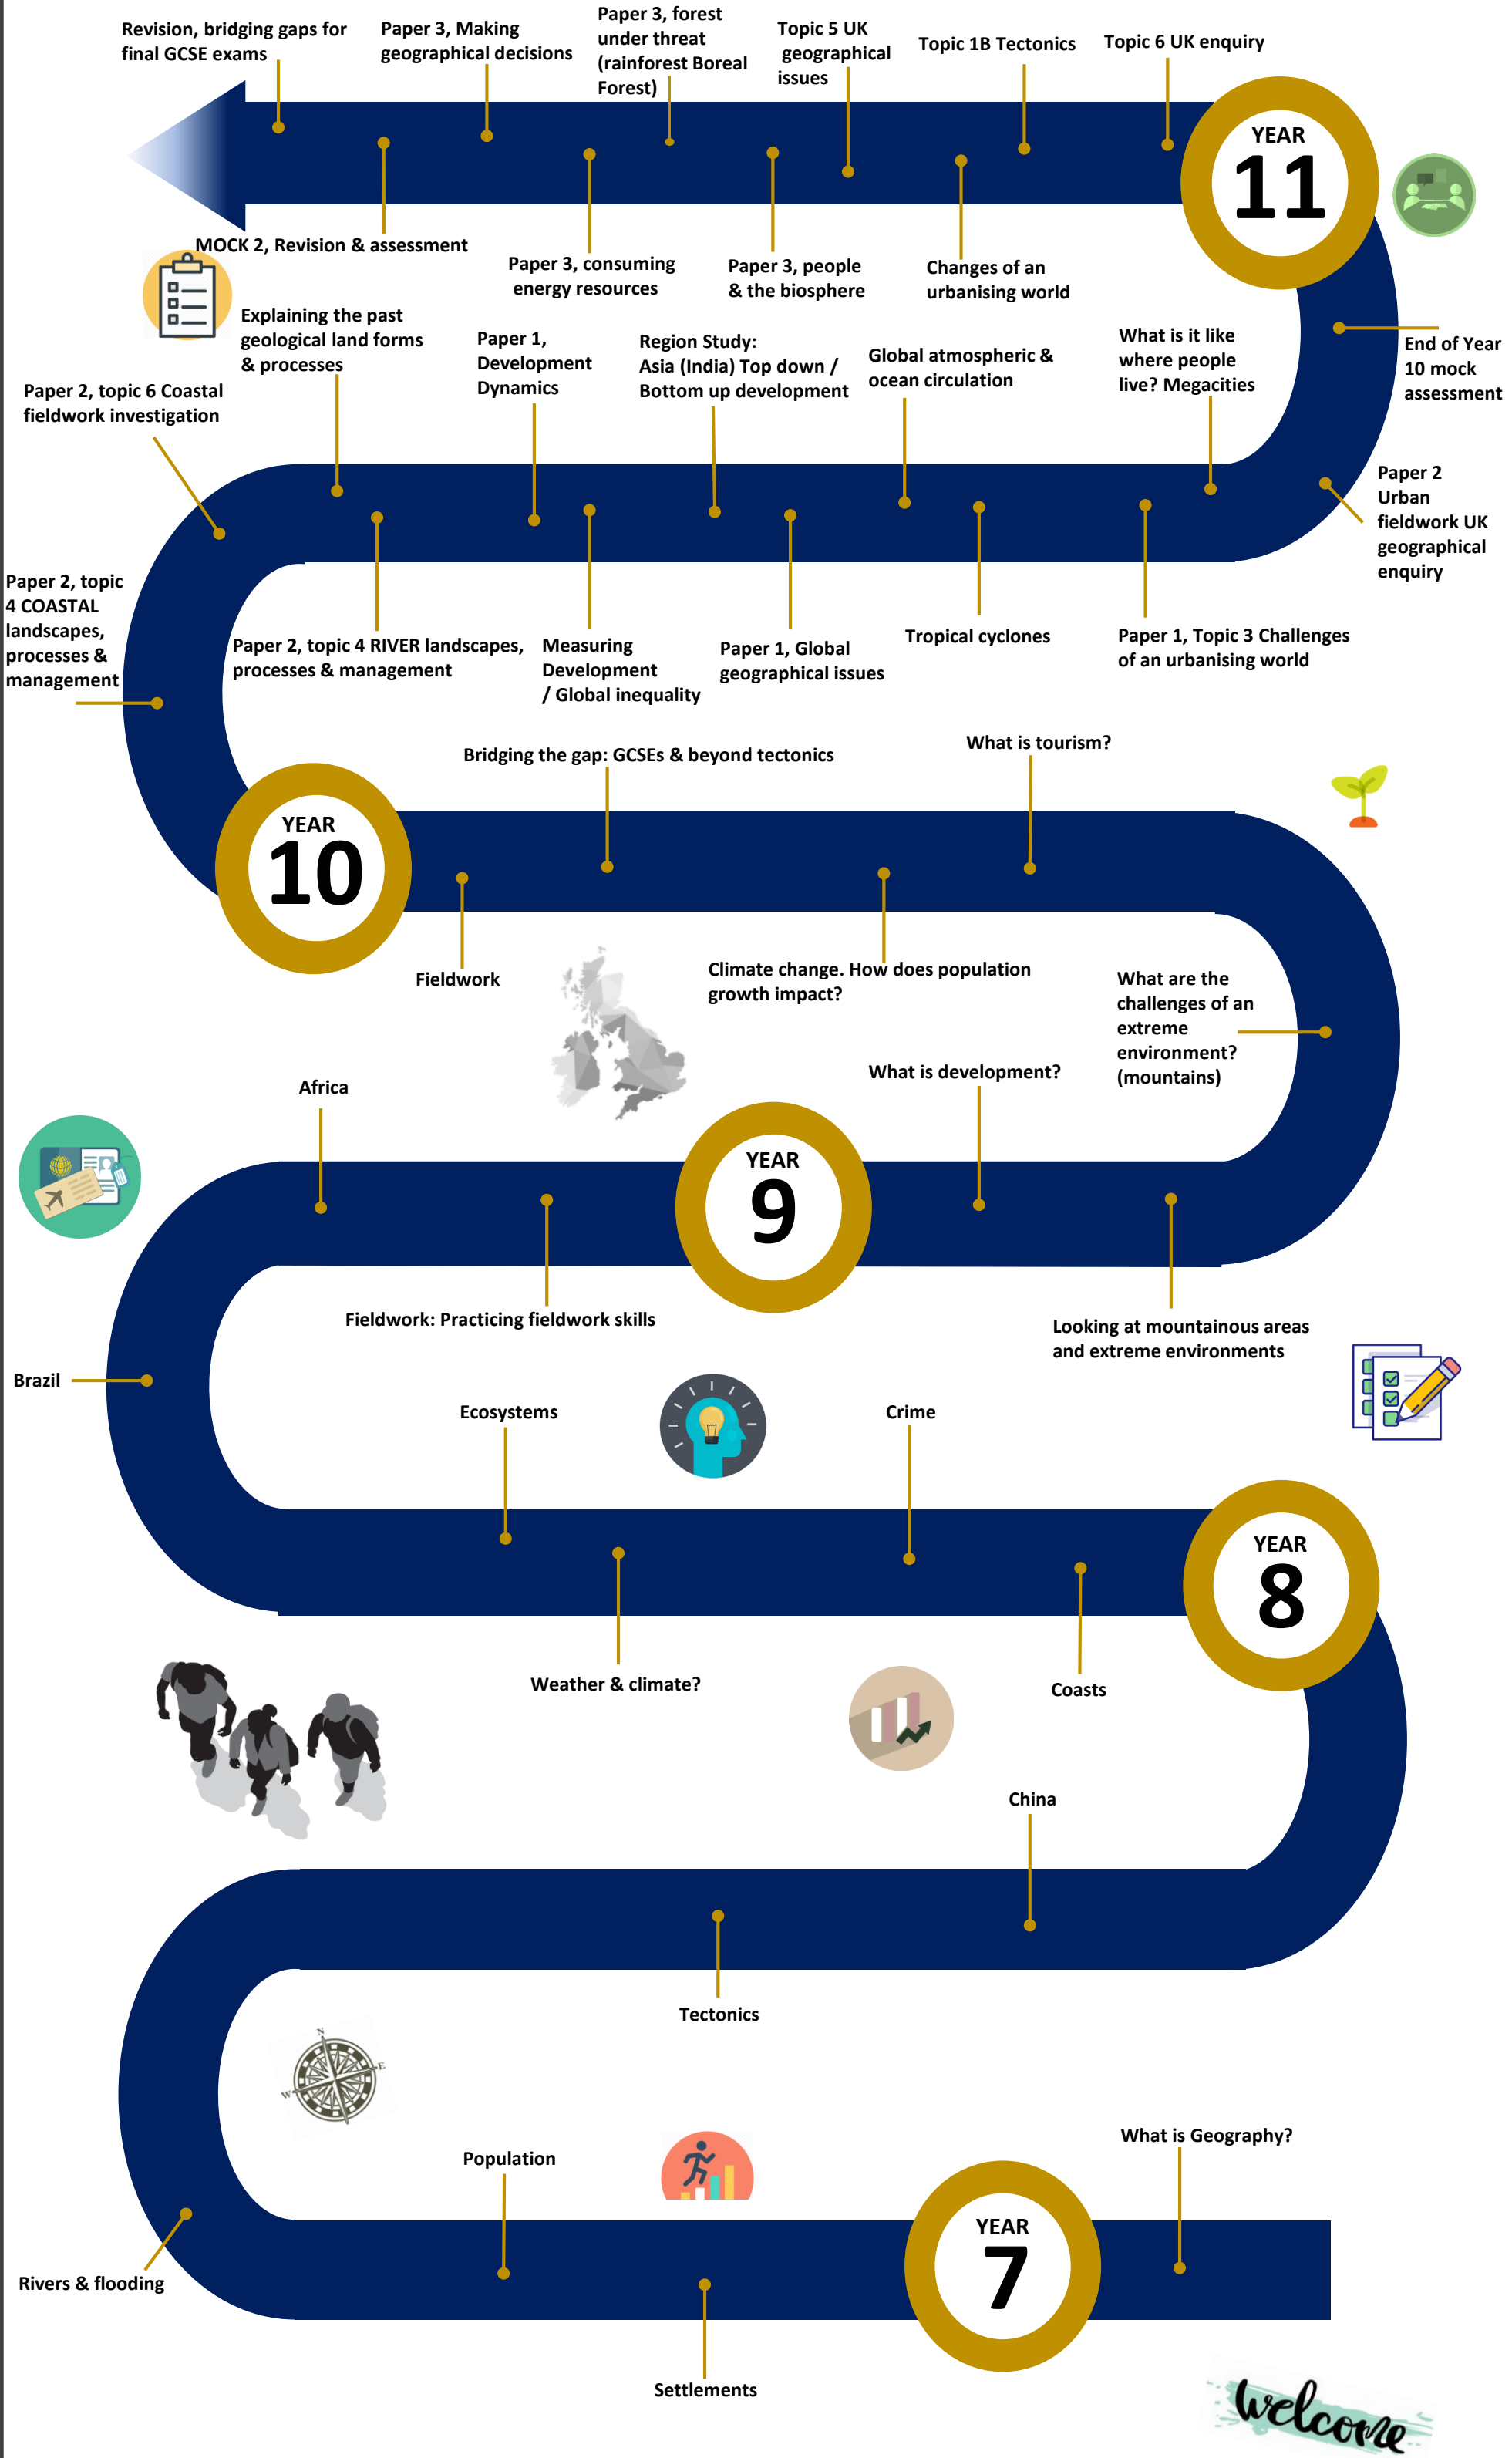 Revision, bridging gaps for
final GCSE exams
Paper 3, Making
geographical decisions
Paper 3, forest
under threat
(rainforest Boreal
Forest)
Topic 5 UK
geographical
issues
Topic 1B Tectonics
Topic 6 UK enquiry
YEAR
11
MOCK 2, Revision & assessment
Paper 3, consuming
energy resources
Paper 3, people
& the biosphere
Changes of an
urbanising world
End of Year
10 mock
assessment
Paper 2, topic 6 Coastal
fieldwork investigation
Explaining the past
geological land forms
& processes
Paper 1,
Development
Dynamics
Region Study:
Asia (India) Top down /
Bottom up development
Global atmospheric &
ocean circulation
What is it like
where people
live? Megacities
Paper 2
Urban
fieldwork UK
geographical
enquiry
Paper 2, topic
4 COASTAL
landscapes,
processes &
management
Paper 2, topic 4 RIVER landscapes,
processes & management
Measuring
Development
/ Global inequality
Paper 1, Global
geographical issues
Tropical cyclones
Paper 1, Topic 3 Challenges
of an urbanising world
Bridging the gap: GCSEs & beyond tectonics
What is tourism?
YEAR
10
Fieldwork
Climate change. How does population
growth impact?
What are the
challenges of an
extreme
environment?
(mountains)
Africa
What is development?
YEAR
9
Fieldwork: Practicing fieldwork skills
Looking at mountainous areas
and extreme environments
Brazil
Ecosystems
Crime
YEAR
8
Weather & climate?
Coasts
China
Tectonics
N
E
W
Population
What is Geography?
YEAR
7
Rivers & flooding
Settlements
welcome